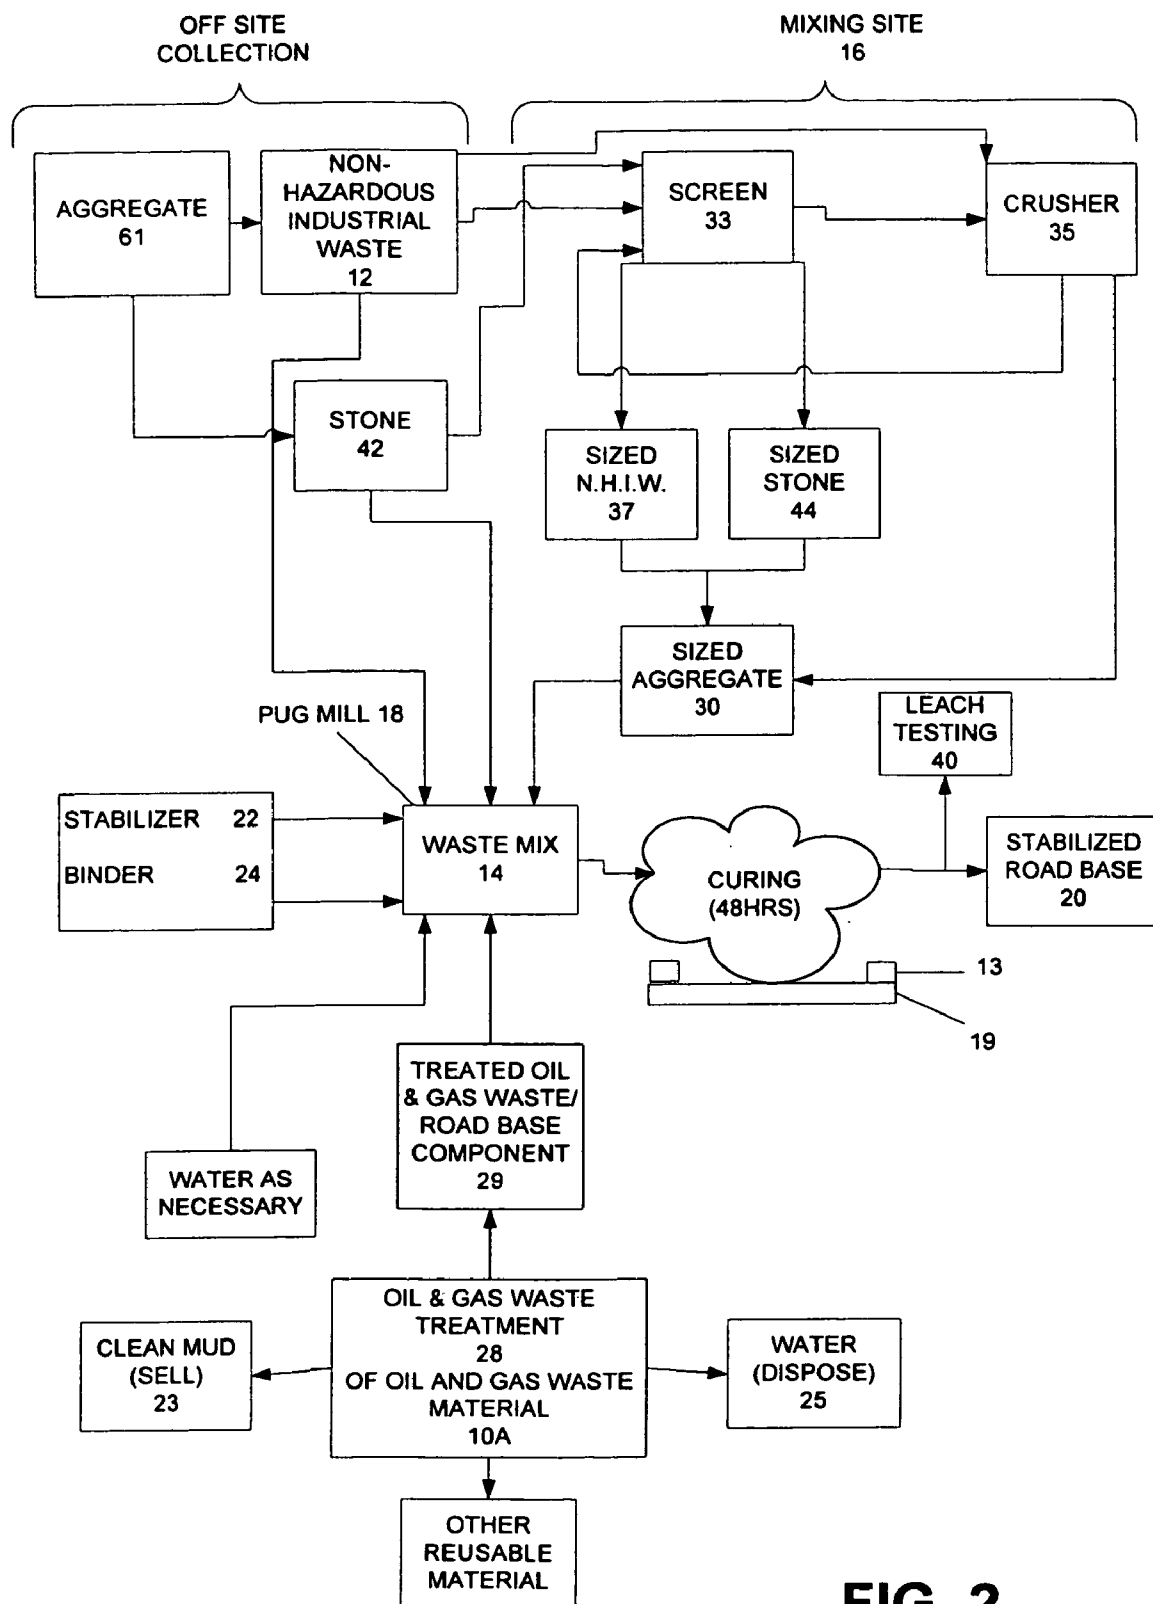 OFF SITE
COLLECTION
MIXING SITE
16
AGGREGATE
61
NON-
HAZARDOUS
INDUSTRIAL
WASTE
12
SCREEN
33
CRUSHER
35
STONE
42
SIZED
N.H.I.W.
37
SIZED
STONE
44
SIZED
AGGREGATE
30
LEACH
TESTING
40
PUG MILL 18
STABILIZER 22
BINDER 24
WASTE MIX
14
CURING
(48HRS)
STABILIZED
ROAD BASE
20
13
19
TREATED OIL
& GAS WASTE/
ROAD BASE
COMPONENT
29
WATER AS
NECESSARY
OIL & GAS WASTE
TREATMENT
28
OF OIL AND GAS WASTE
MATERIAL
10A
CLEAN MUD
(SELL)
23
WATER
(DISPOSE)
25
OTHER
REUSABLE
MATERIAL
FIG. 2